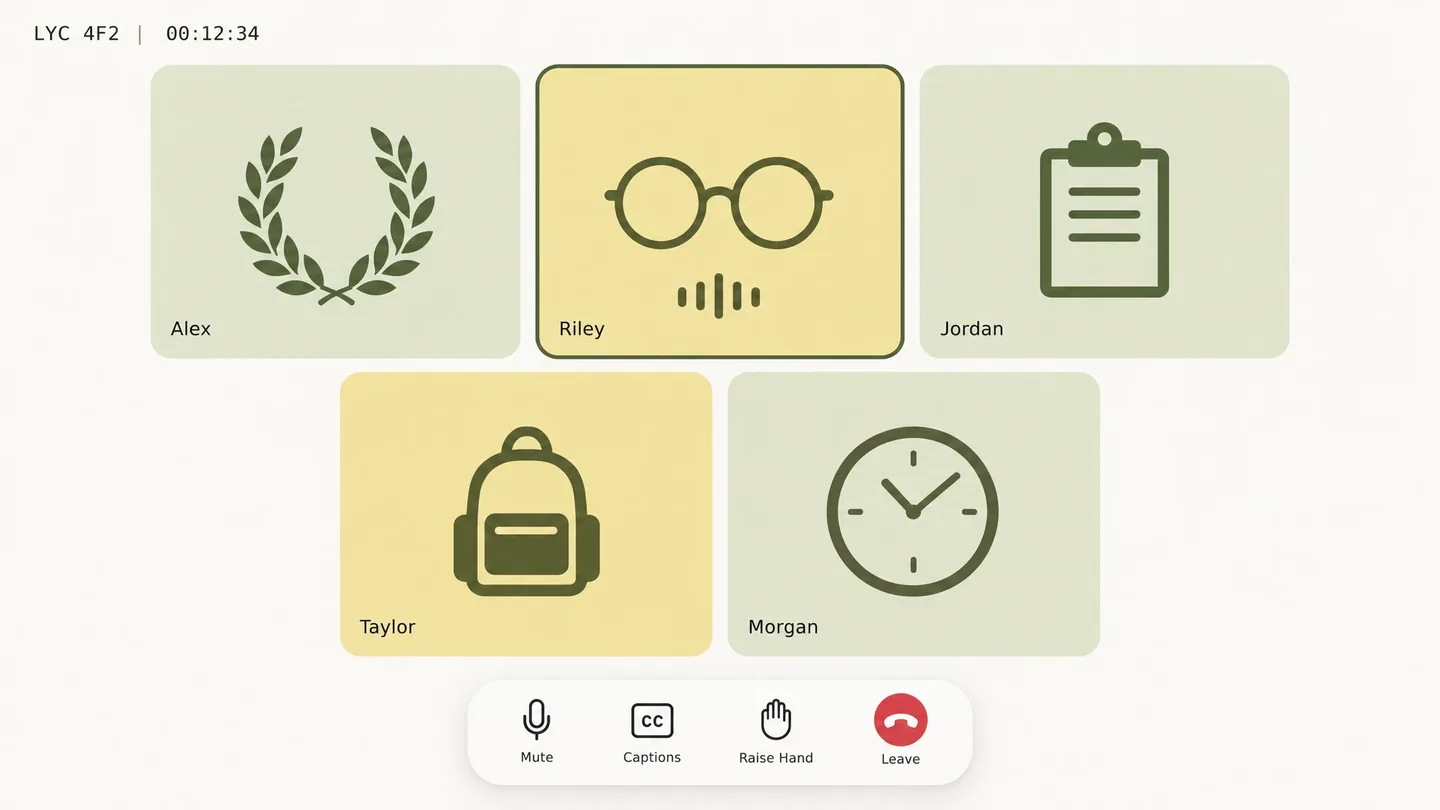 LYC 4F2 | 00:12:34
Alex
Riley
Jordan
Taylor
Morgan
CC
Mute
Captions
Raise Hand
Leave